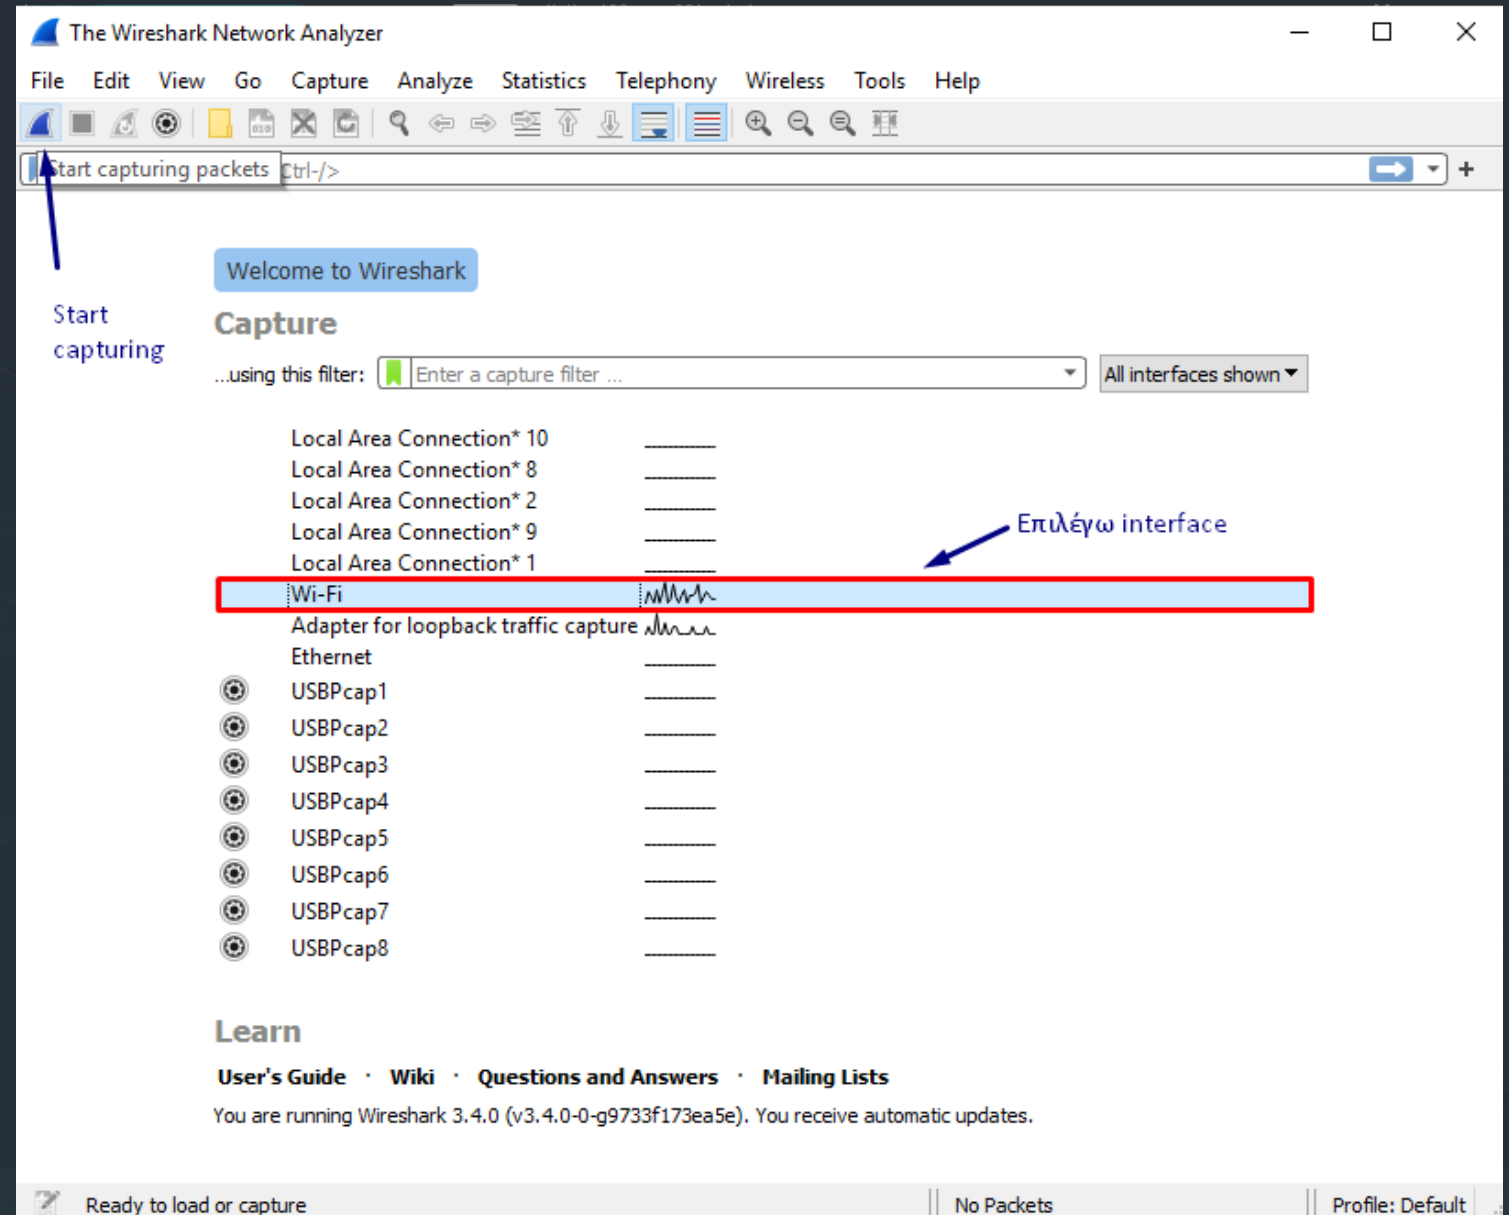 The Wireshark Network Analyzer
File Edit View Go Capture Analyze Statistics Telephony Wireless Tools Help
Start capturing packets Ctrl-/>
Welcome to Wireshark
Start
capturing
Capture
...using this filter: Enter a capture filter ... All interfaces shown
Local Area Connection* 10
Local Area Connection* 8
Local Area Connection* 2
Local Area Connection* 9
Επιλέγω interface
Local Area Connection* 1
Wi-Fi
Adapter for loopback traffic capture
Ethernet
USBPcap1
USBPcap2
USBPcap3
USBPcap4
USBPcap5
USBPcap6
USBPcap7
USBPcap8
Learn
User's Guide · Wiki · Questions and Answers · Mailing Lists
You are running Wireshark 3.4.0 (v3.4.0-0-g9733f173ea5e). You receive automatic updates.
Ready to load or capture No Packets Profile: Default